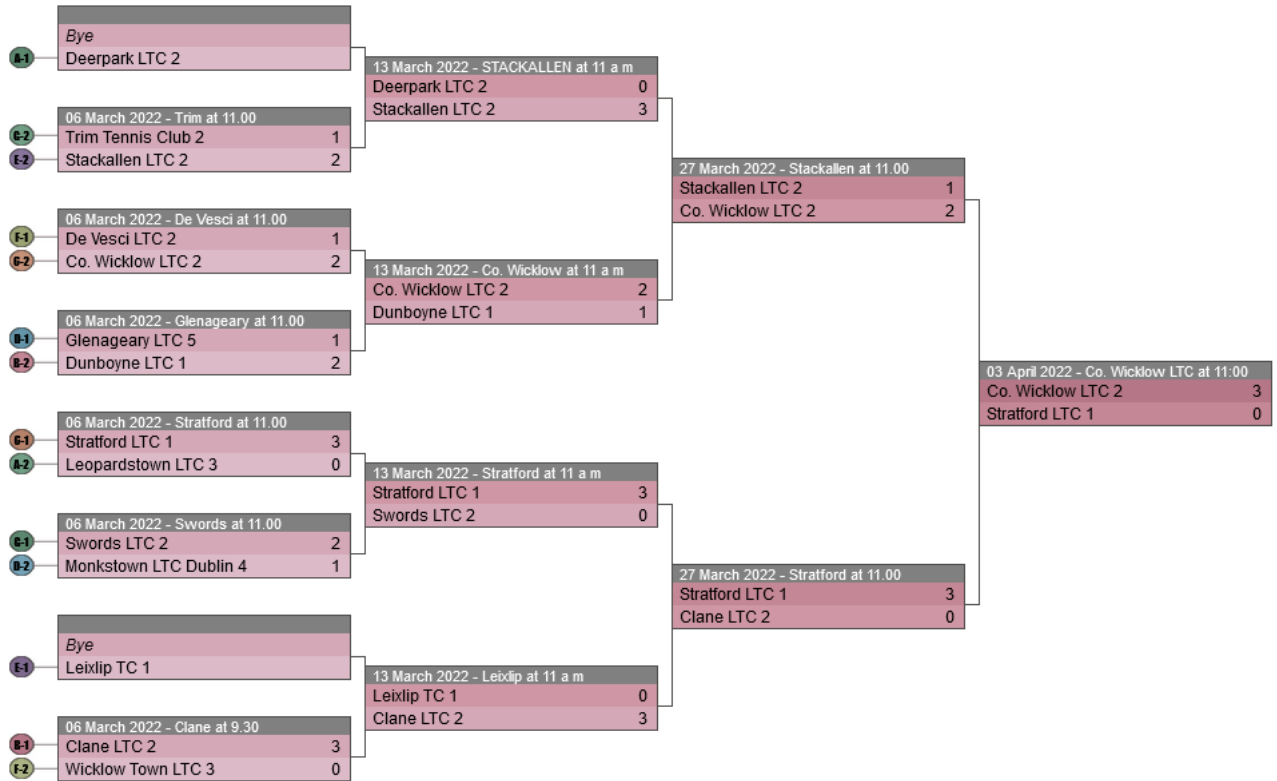 Bye
A-1 Deerpark LTC 2
06 March 2022 - Trim at 11.00
C-2 Trim Tennis Club 2 1
E-2 Stackallen LTC 2 2
06 March 2022 - De Vesci at 11.00
F-1 De Vesci LTC 2 1
G-2 Co. Wicklow LTC 2 2
06 March 2022 - Glenageary at 11.00
D-1 Glenageary LTC 5 1
B-2 Dunboyne LTC 1 2
06 March 2022 - Stratford at 11.00
G-1 Stratford LTC 1 3
A-2 Leopardstown LTC 3 0
06 March 2022 - Swords at 11.00
C-1 Swords LTC 2 2
D-2 Monkstown LTC Dublin 4 1
Bye
E-1 Leixlip TC 1
06 March 2022 - Clane at 9.30
B-1 Clane LTC 2 3
F-2 Wicklow Town LTC 3 0
13 March 2022 - STACKALLEN at 11 a m
Deerpark LTC 2 0
Stackallen LTC 2 3
13 March 2022 - Co. Wicklow at 11 a m
Co. Wicklow LTC 2 2
Dunboyne LTC 1 1
13 March 2022 - Stratford at 11 a m
Stratford LTC 1 3
Swords LTC 2 0
13 March 2022 - Leixlip at 11 a m
Leixlip TC 1 0
Clane LTC 2 3
27 March 2022 - Stackallen at 11.00
Stackallen LTC 2 1
Co. Wicklow LTC 2 2
27 March 2022 - Stratford at 11.00
Stratford LTC 1 3
Clane LTC 2 0
03 April 2022 - Co. Wicklow LTC at 11:00
Co. Wicklow LTC 2 3
Stratford LTC 1 0